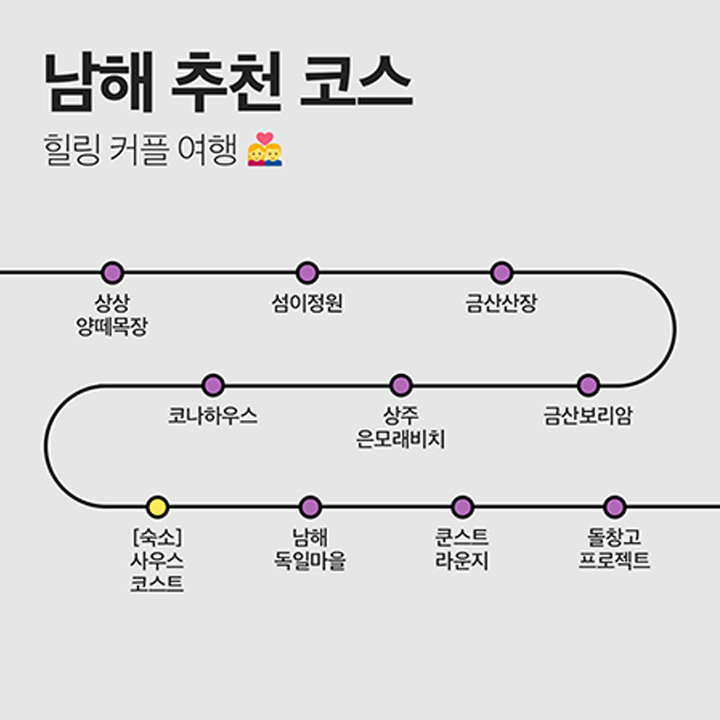 남해 추천 코스
힐링 커플 여행 💑
상상
양떼목장
섬이정원
금산산장
금산보리암
상주
은모래비치
코나하우스
[숙소]
사우스
코스트
남해
독일마을
쿤스트
라운지
돌창고
프로젝트